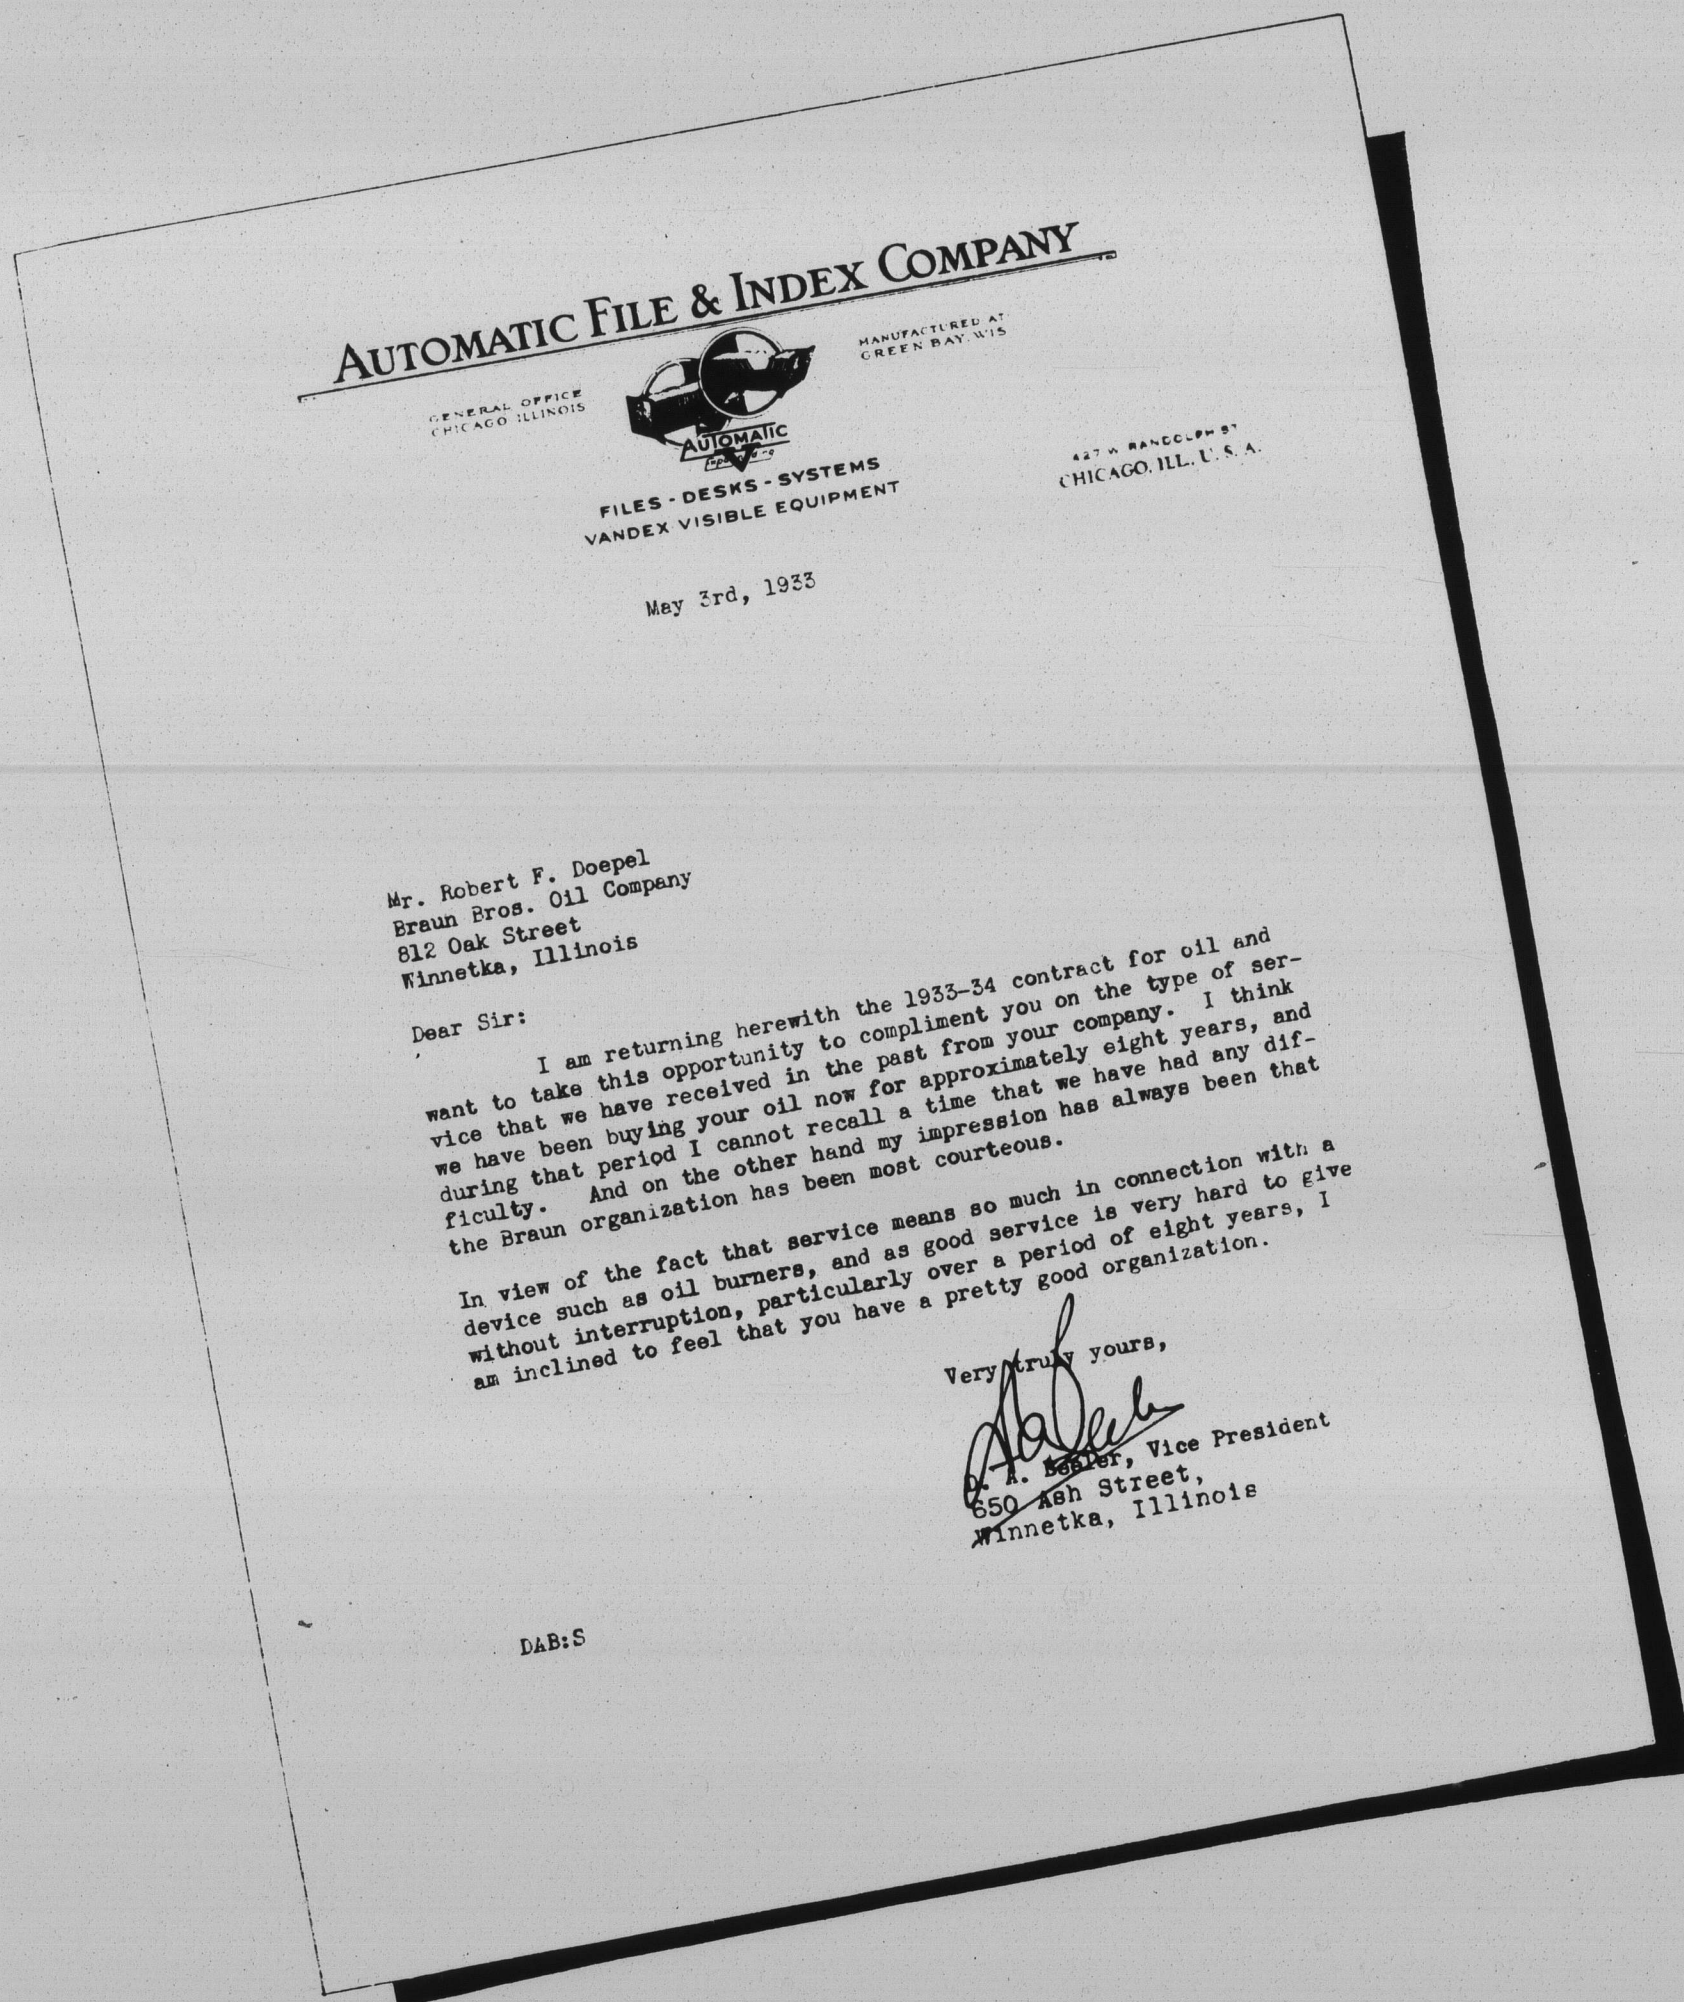 AUTOMATIC FILE & INDEX COMPANY
GENERAL OFFICE
CHICAGO ILLINOIS
MANUFACTURED AT
GREEN BAY, WIS
AUTOMATIC
FILES - DESKS - SYSTEMS
VANDEX VISIBLE EQUIPMENT
427 W RANDOLPH ST
CHICAGO, ILL., U. S. A.
May 3rd, 1933
Mr. Robert F. Doepel
Braun Bros. Oil Company
812 Oak Street
Winnetka, Illinois
Dear Sir:
I am returning herewith the 1933-34 contract for oil and
want to take this opportunity to compliment you on the type of ser-
vice that we have received in the past from your company. I think
we have been buying your oil now for approximately eight years, and
during that period I cannot recall a time that we have had any dif-
ficulty. And on the other hand my impression has always been that
the Braun organization has been most courteous.
In view of the fact that service means so much in connection with a
device such as oil burners, and as good service is very hard to give
without interruption, particularly over a period of eight years, I
am inclined to feel that you have a pretty good organization.
Very truly yours,
A. Vice President
650 Ash Street,
Winnetka, Illinois
DAB:S